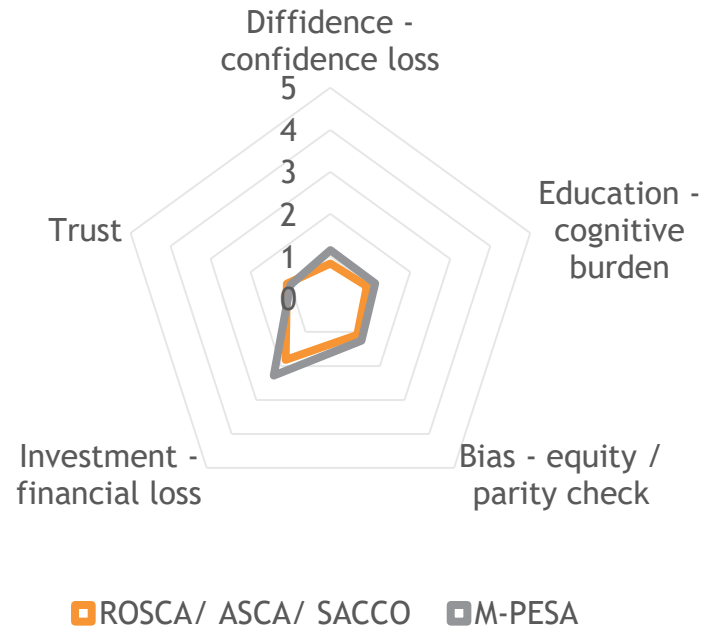 Diffidence -
confidence loss
5
4
3
2
1
0
Education -
cognitive
burden
Trust
Investment -
financial loss
Bias - equity /
parity check
ROSCA/ ASCA/ SACCO
M-PESA